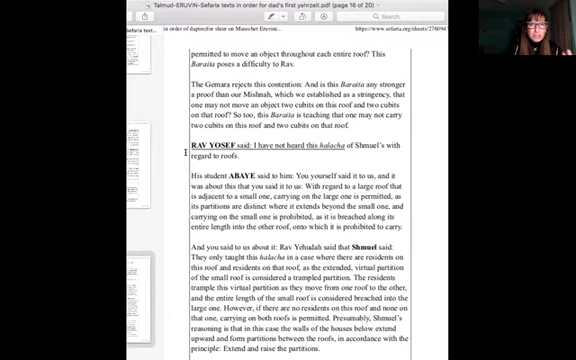 Talmud-ERUVIN-Sefaria texts in order for dad's first yahrzeit.pdf (page 16 of 20)
in order of dapim)for shiur on Masechet Eruvin...
https://www.sefaria.org/sheets/276094
permitted to move an object throughout each entire roof? This
Baraita poses a difficulty to Rav.
The Gemara rejects this contention: And is this Baraita any stronger
a proof than our Mishnah, which we established as a stringency, that
one may not move an object two cubits on this roof and two cubits
on that roof? So too, this Baraita is teaching that one may not carry
two cubits on this roof and two cubits on that roof.
RAV YOSEF said: I have not heard this halacha of Shmuel's with
regard to roofs.
His student ABAYE said to him: You yourself said it to us, and it
was about this that you said it to us: With regard to a large roof that
is adjacent to a small one, carrying on the large one is permitted, as
its partitions are distinct where it extends beyond the small one, and
carrying on the small one is prohibited, as it is breached along its
entire length into the other roof, onto which it is prohibited to carry.
And you said to us about it: Rav Yehudah said that Shmuel said:
They only taught this halacha in a case where there are residents on
this roof and residents on that roof, as the extended, virtual partition
of the small roof is considered a trampled partition. The residents
trample this virtual partition as they move from one roof to the other,
and the entire length of the small roof is considered breached into the
large one. However, if there are no residents on this roof and none on
that one, carrying on both roofs is permitted. Presumably, Shmuel's
reasoning is that in this case the walls of the houses below extend
upward and form partitions between the roofs, in accordance with the
principle: Extend and raise the partitions.